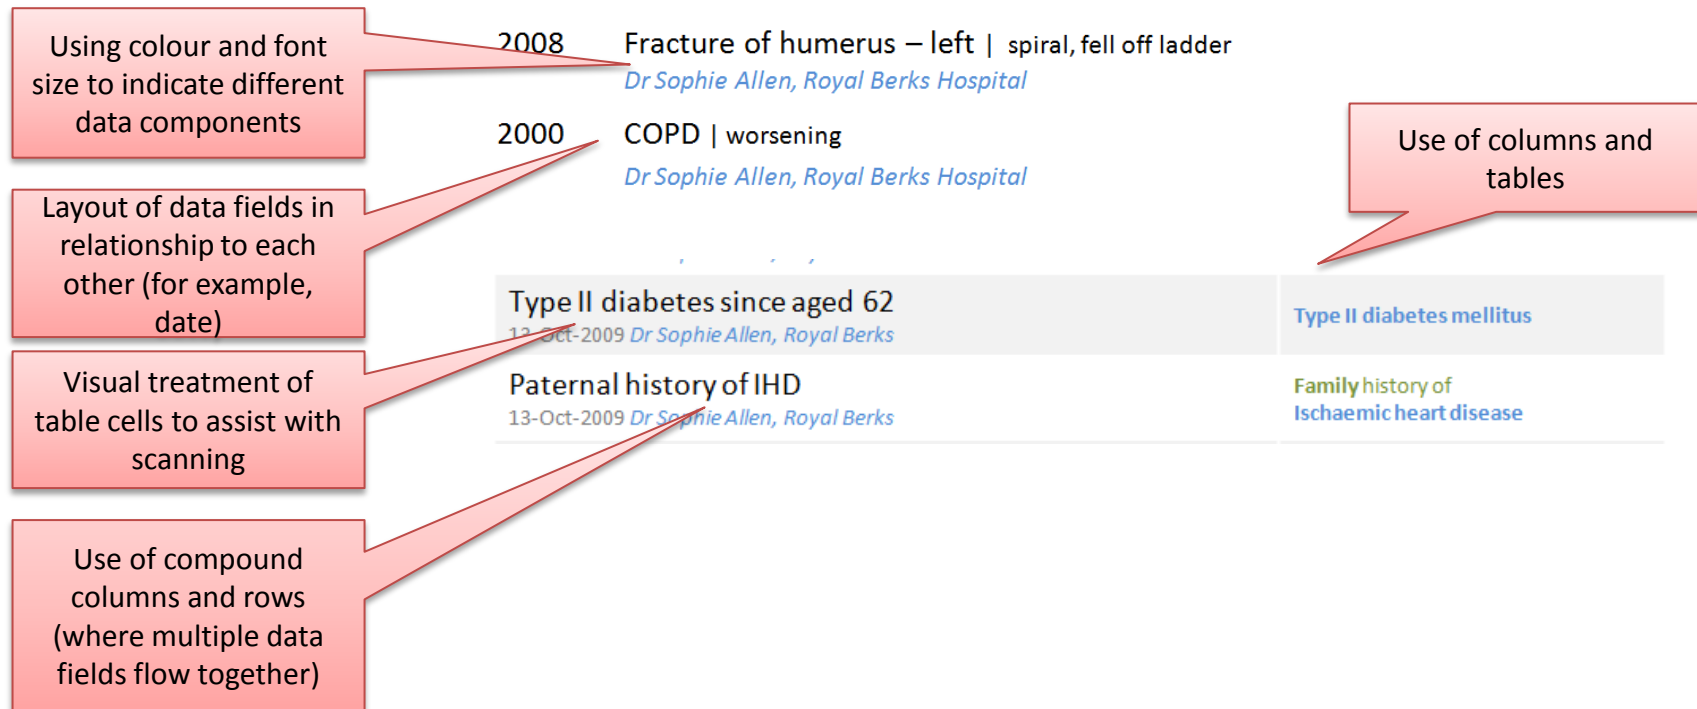 Using colour and font
size to indicate different
data components
2008 Fracture of humerus – left | spiral, fell off ladder
Dr Sophie Allen, Royal Berks Hospital
2000 COPD | worsening
Dr Sophie Allen, Royal Berks Hospital
Use of columns and
tables
Layout of data fields in
relationship to each
other (for example,
date)
Type II diabetes since aged 62
13-Oct-2009 Dr Sophie Allen, Royal Berks
Type II diabetes mellitus
Visual treatment of
table cells to assist with
scanning
Paternal history of IHD
13-Oct-2009 Dr Sophie Allen, Royal Berks
Family history of
Ischaemic heart disease
Use of compound
columns and rows
(where multiple data
fields flow together)